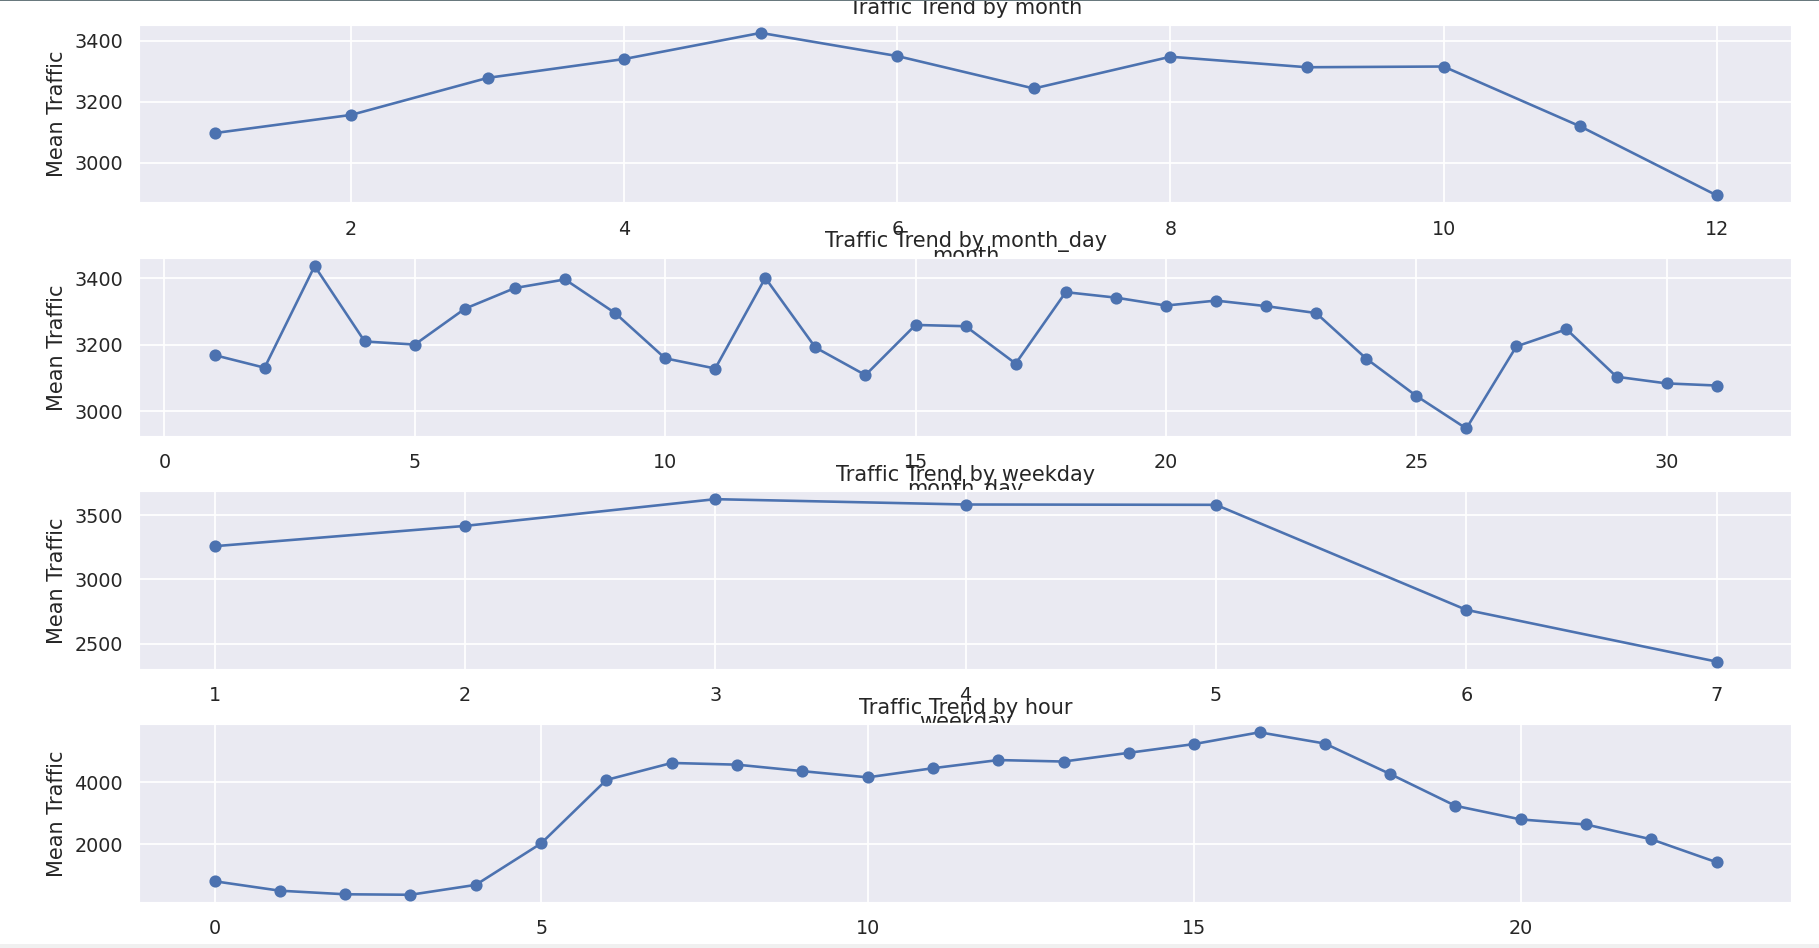 Traffic Trend by month
Mean Traffic
3400
3200
3000
2 4 6 8 10 12
month
Traffic Trend by month_day
Mean Traffic
3400
3200
3000
0 5 10 15 20 25 30
month_day
Traffic Trend by weekday
Mean Traffic
3500
3000
2500
1 2 3 4 5 6 7
weekday
Traffic Trend by hour
Mean Traffic
4000
2000
0 5 10 15 20